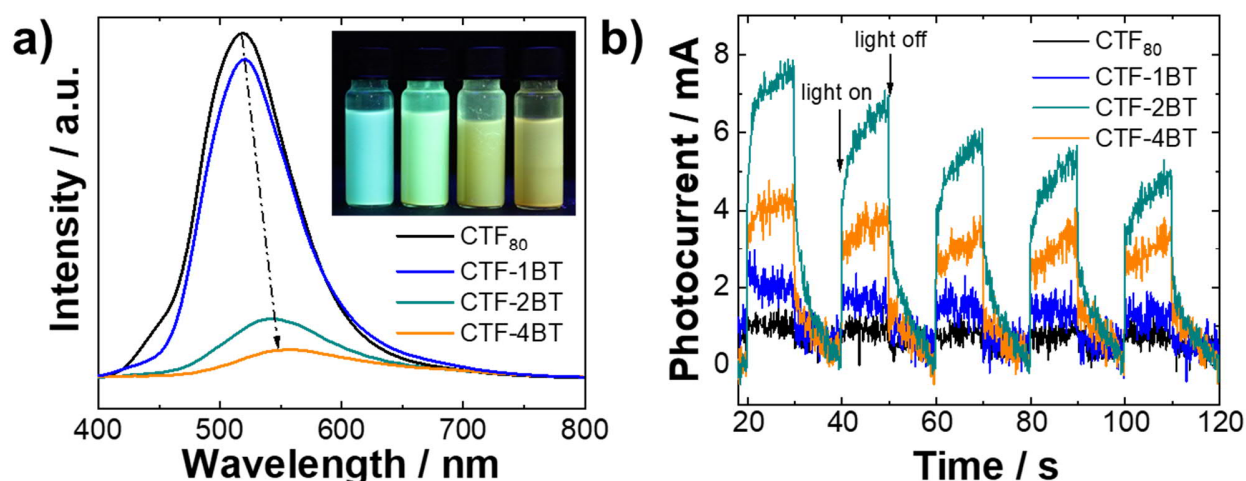 a)
Intensity / a.u.
CTF80
CTF-1BT
CTF-2BT
CTF-4BT
400
500
600
700
800
Wavelength / nm
b)
Photocurrent / mA
8
6
4
2
0
light on
light off
CTF80
CTF-1BT
CTF-2BT
CTF-4BT
20
40
60
80
100
120
Time / s